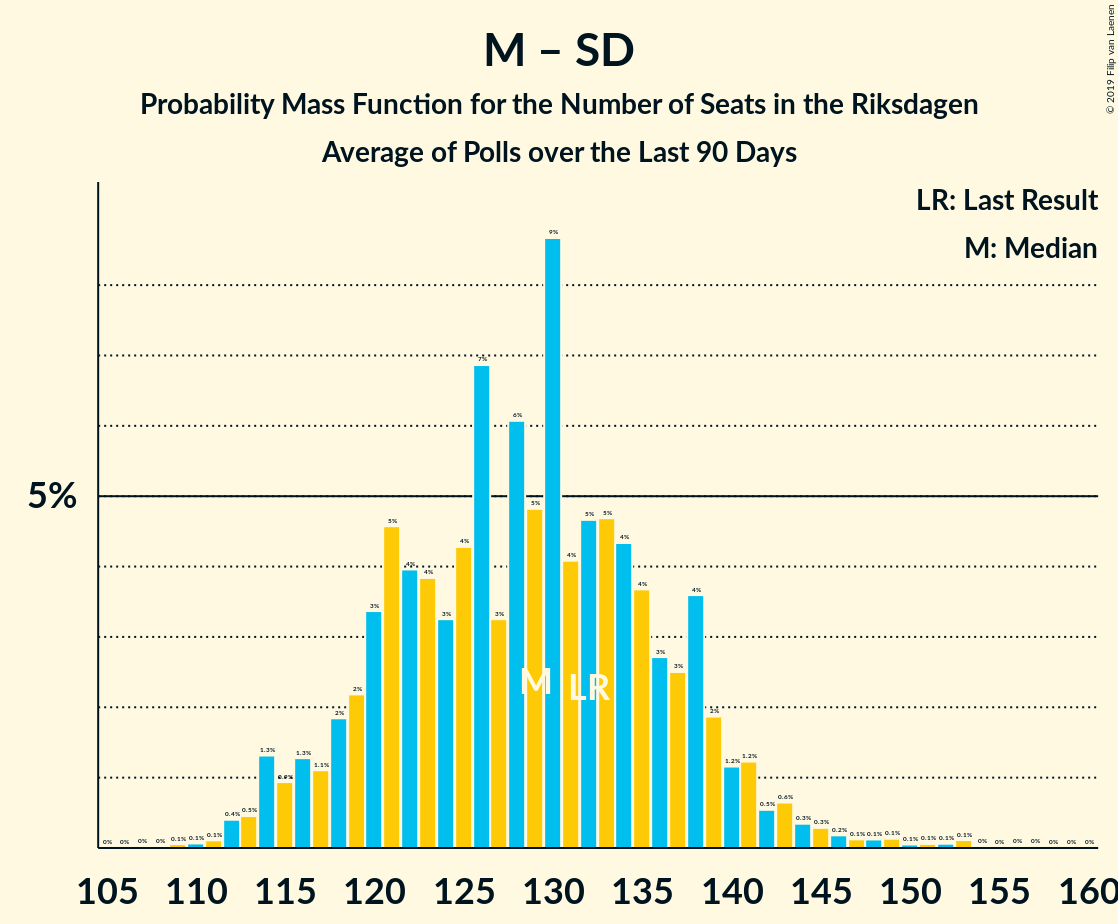 M – SD
Probability Mass Function for the Number of Seats in the Riksdagen
Average of Polls over the Last 90 Days
© 2019 Filip van Laenen
LR: Last Result
M: Median
5%
0% 0% 0% 0% 0.1% 0.1% 0.1% 0.4% 0.5% 1.3% 0.9% 1.3% 1.1% 2% 2% 3% 5% 4% 4% 3% 4% 7% 3% 6% 5% 9% 4% 5% 5% 4% 4% 3% 3% 4% 2% 1.2% 1.2% 0.5% 0.6% 0.3% 0.3% 0.2% 0.1% 0.1% 0.1% 0.1% 0.1% 0.1% 0.1% 0% 0% 0% 0% 0% 0% 0%
M LR
105 110 115 120 125 130 135 140 145 150 155 160